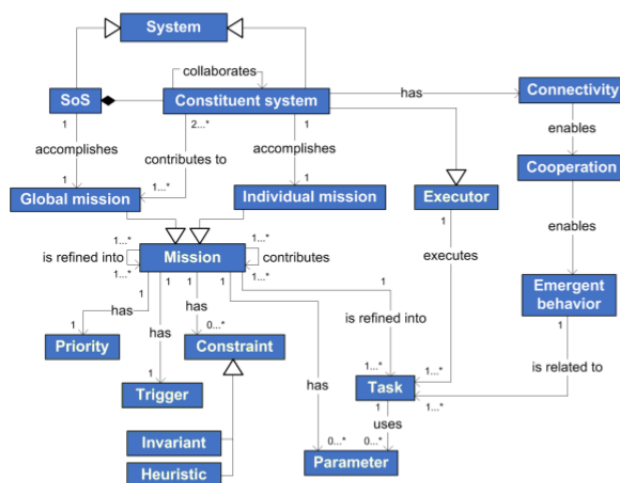 System
collaborates
SoS
Constituent system
has
Connectivity
1
2...*
1
enables
accomplishes
contributes to
accomplishes
Cooperation
1
1...*
1
Global mission
Individual mission
Executor
1
enables
1...*
1...*
is refined into
Mission
contributes
executes
1...*
1...*
1
1
1
1
1
Emergent
behavior
has
has
has
is refined into
1
1
0...*
Priority
Constraint
is related to
has
1
1...*
1...*
Trigger
Task
1...*
1
uses
Invariant
0...*
0...*
Heuristic
Parameter